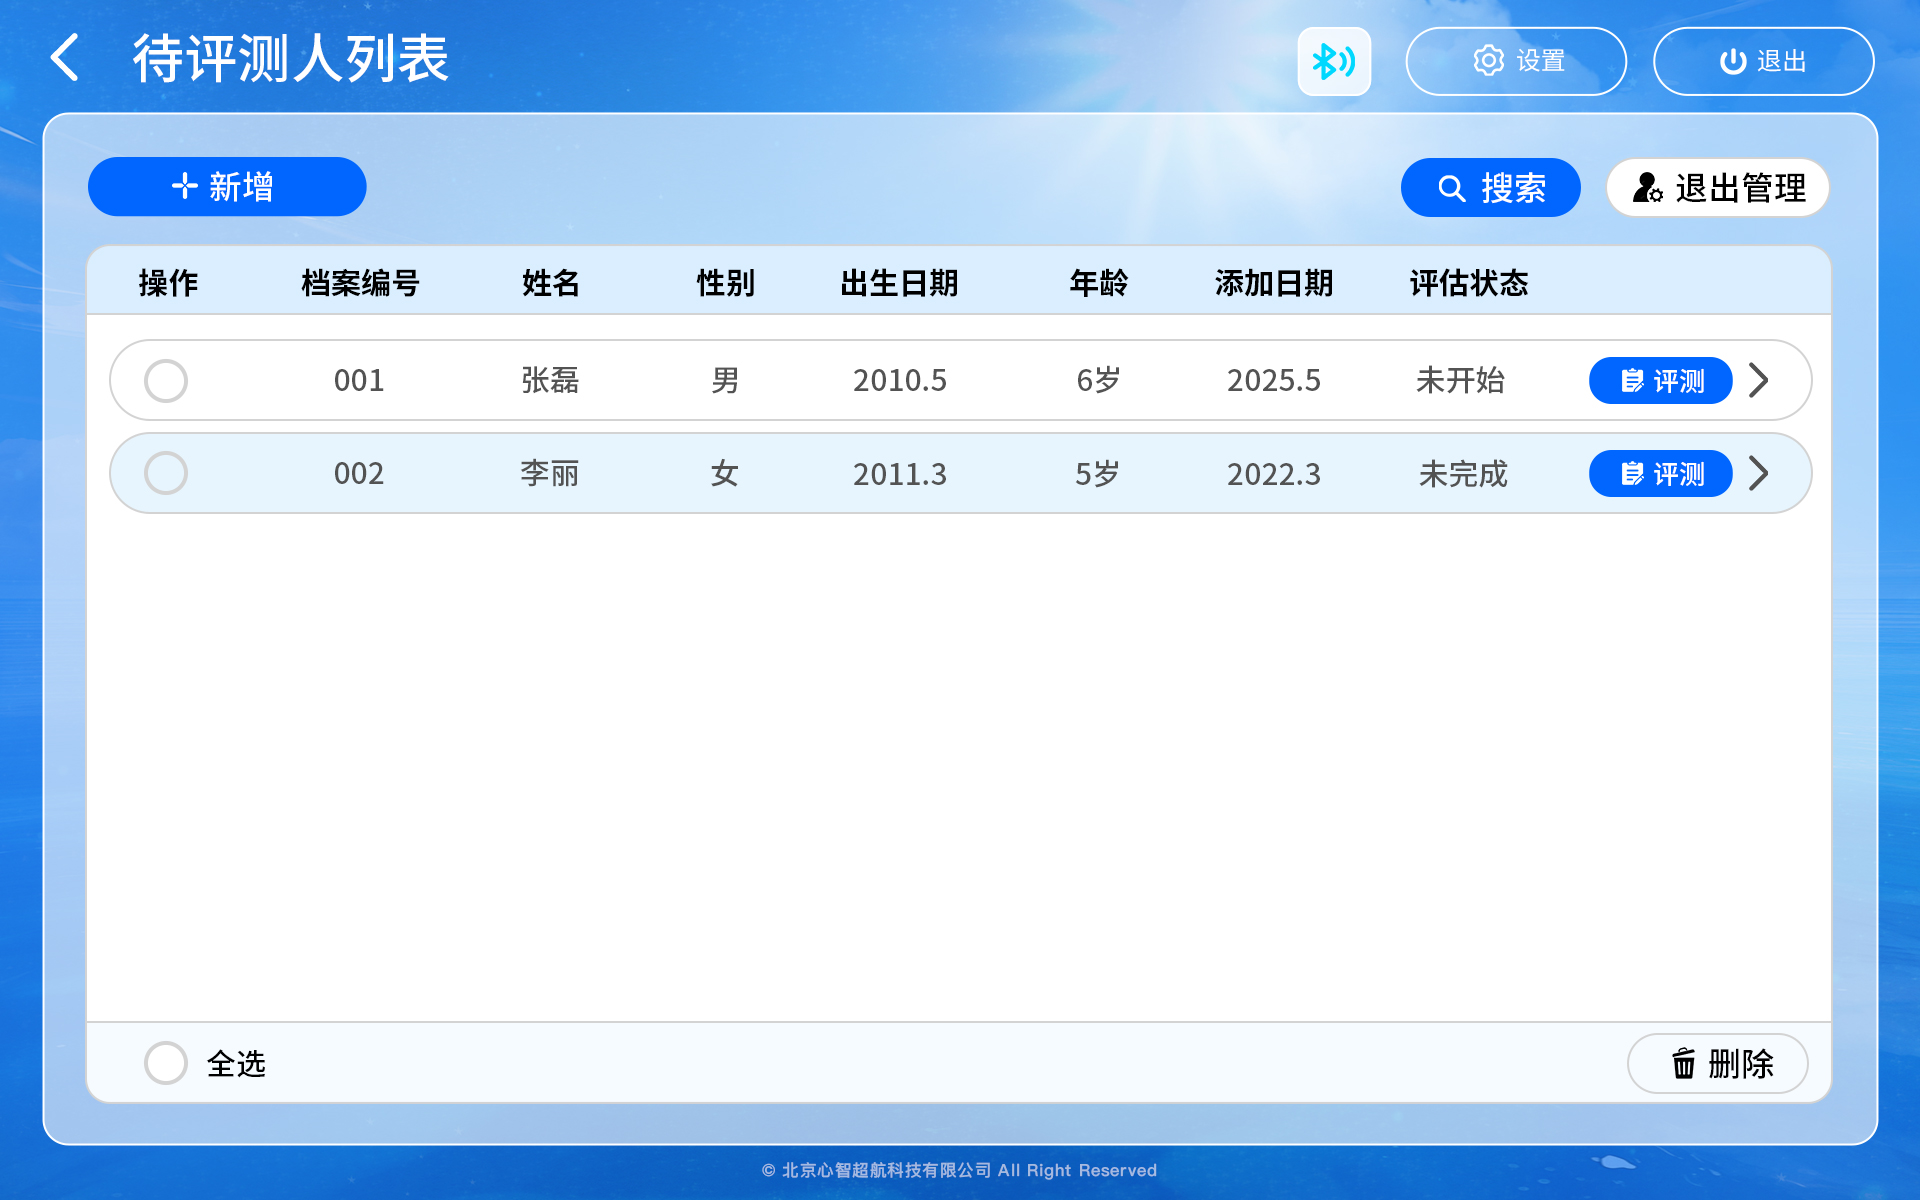 待评测人列表
设置
退出
新增
搜索
退出管理
操作 档案编号 姓名 性别 出生日期 年龄 添加日期 评估状态
001 张磊 男 2010.5 6岁 2025.5 未开始 评测
002 李丽 女 2011.3 5岁 2022.3 未完成 评测
全选
删除
© 北京心智超航科技有限公司 All Right Reserved